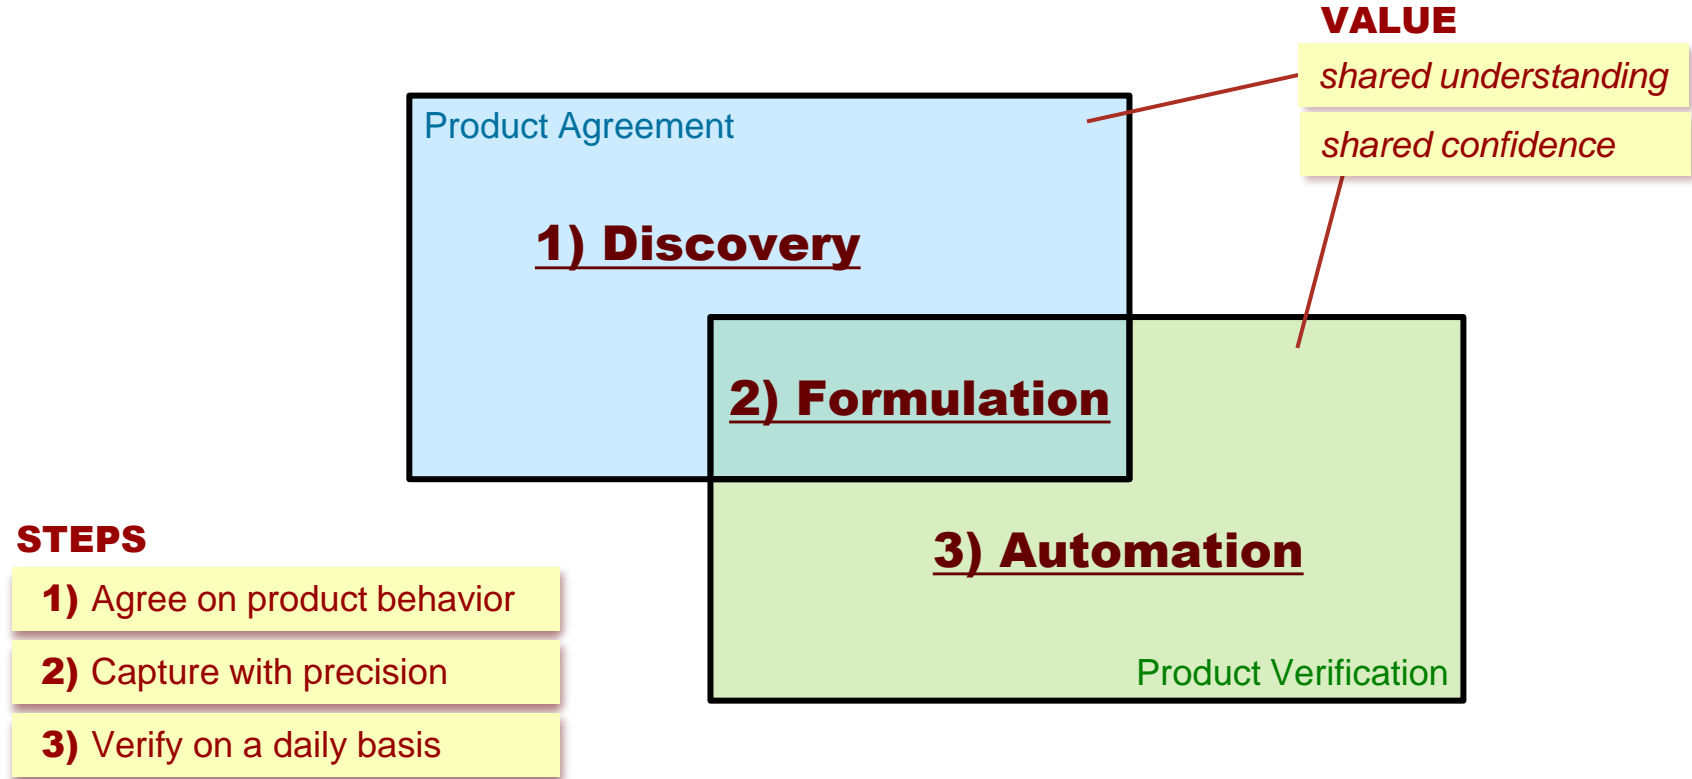 VALUE
shared understanding
shared confidence
Product Agreement
1) Discovery
2) Formulation
3) Automation
Product Verification
STEPS
1) Agree on product behavior
2) Capture with precision
3) Verify on a daily basis